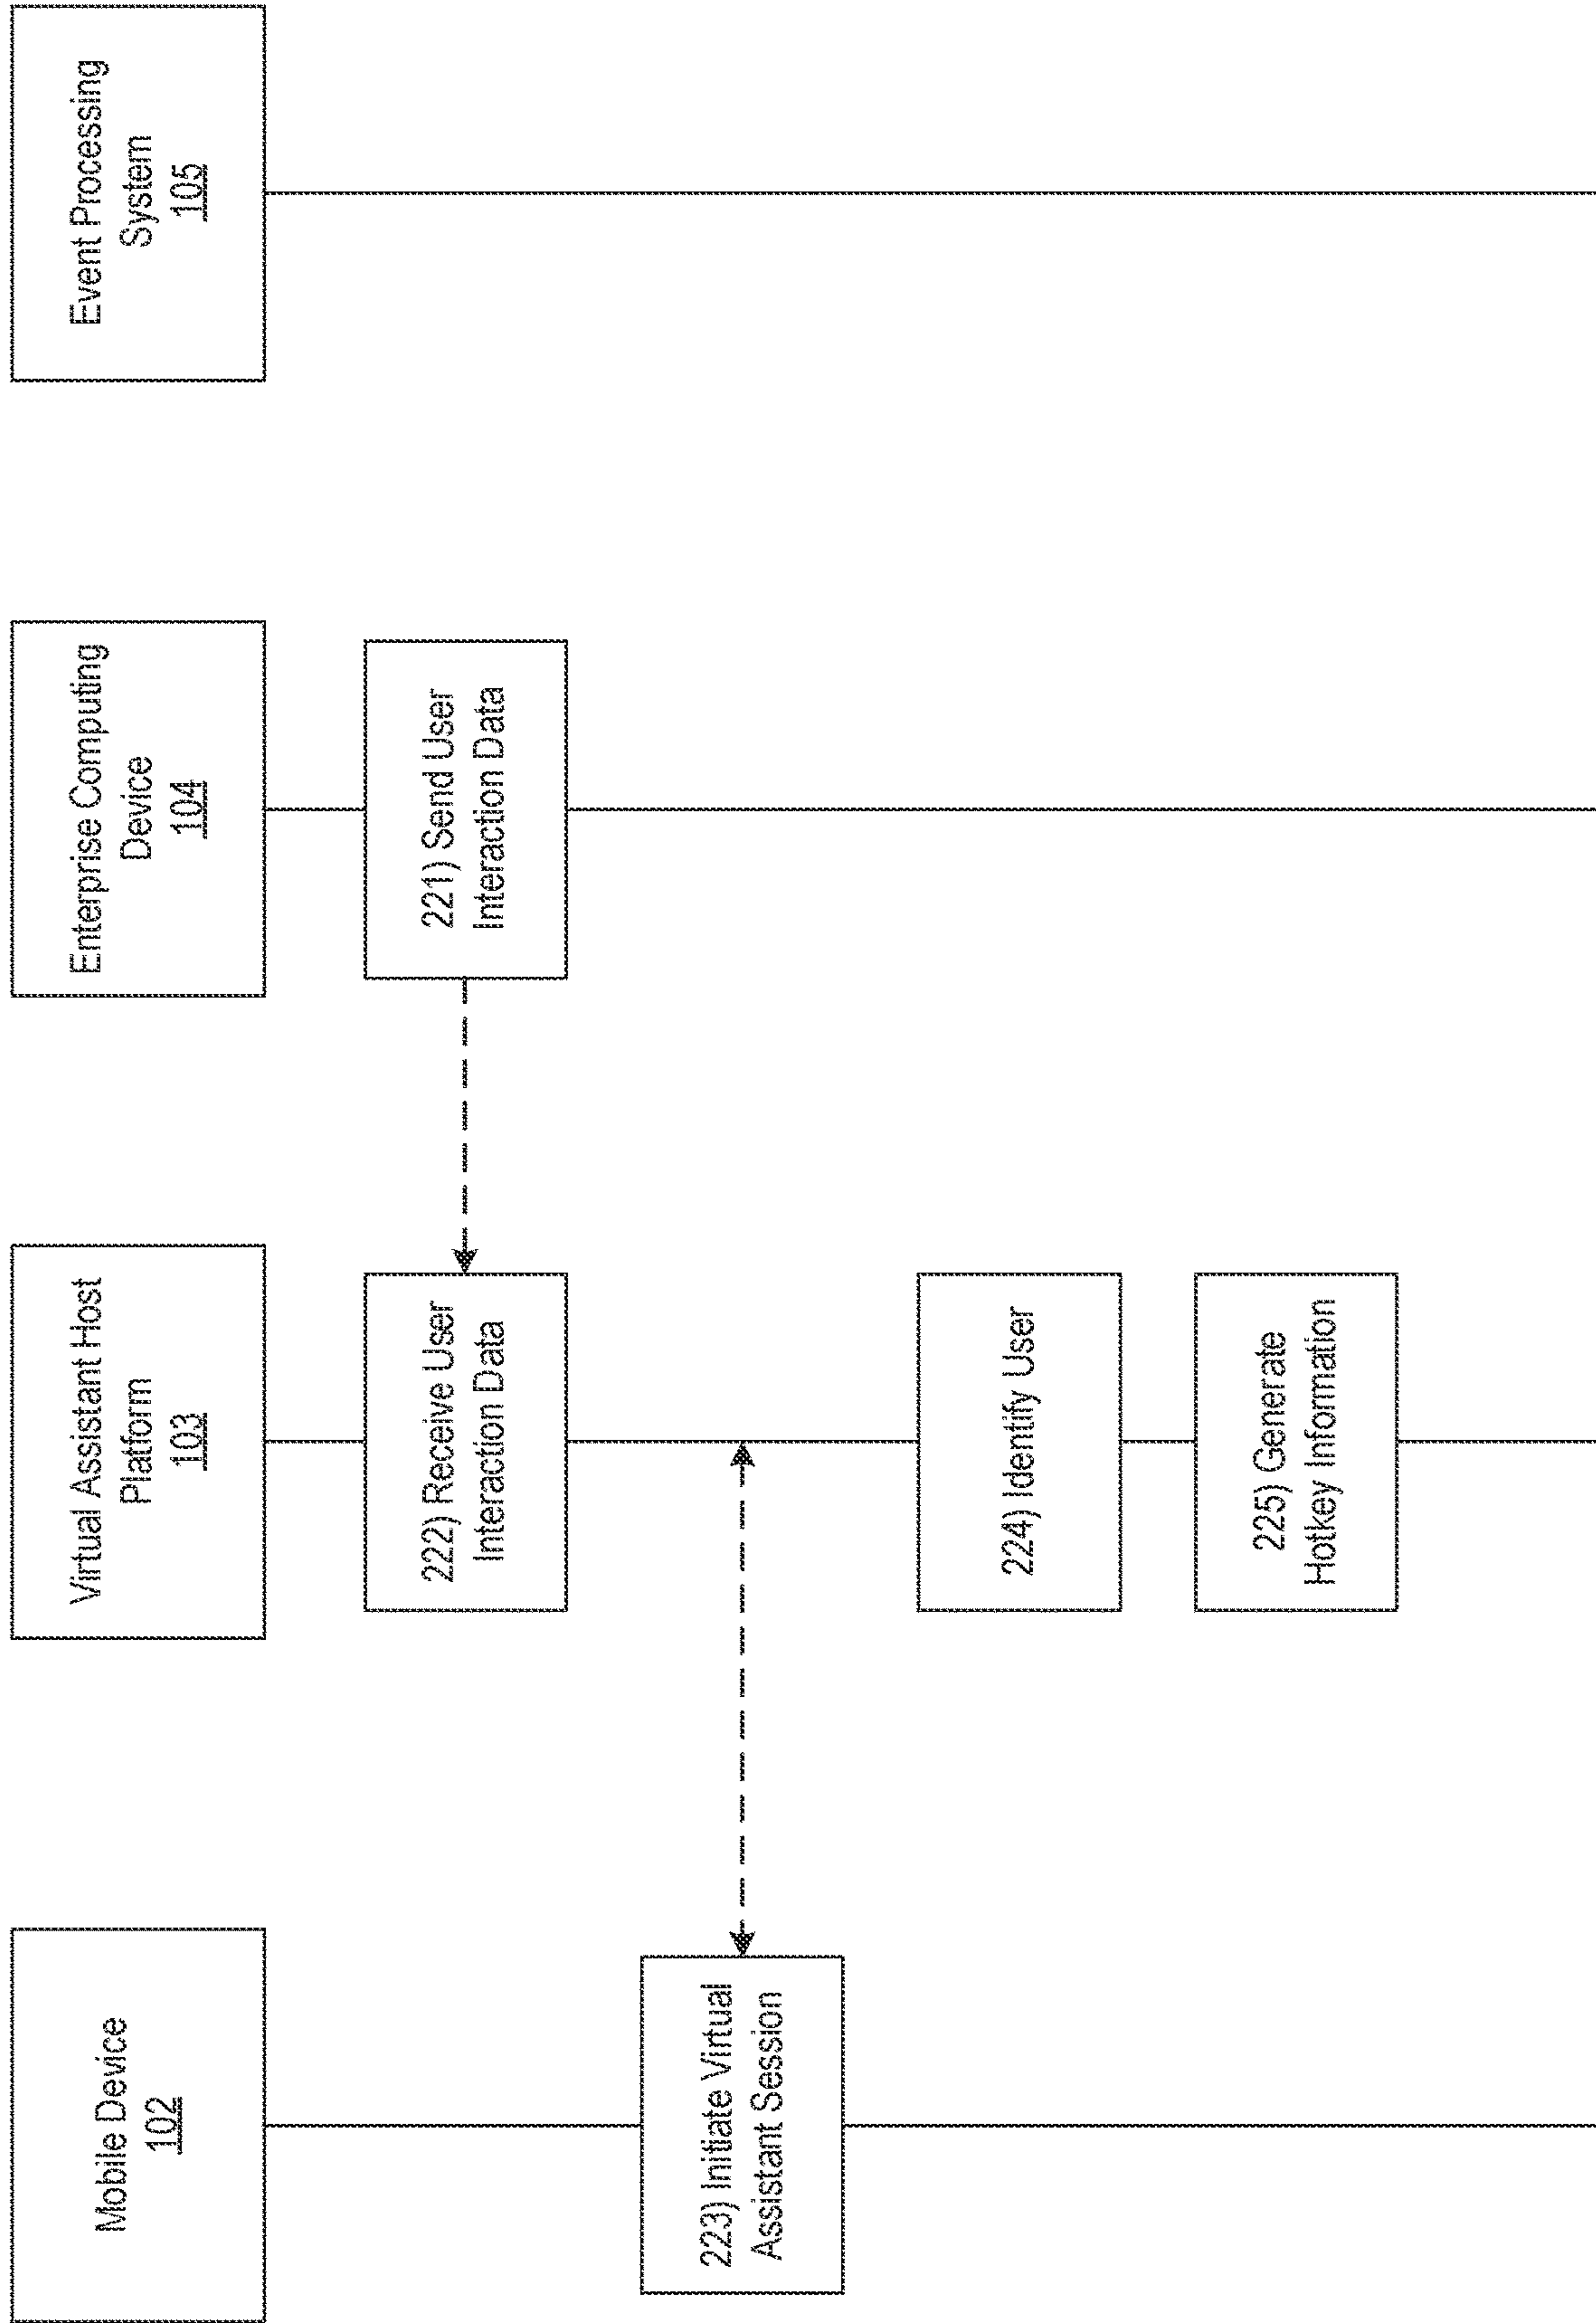 Mobile Device
102
Virtual Assistant Host
Platform
103
Enterprise Computing
Device
104
Event Processing
System
105
221) Send User
Interaction Data
222) Receive User
Interaction Data
223) Initiate Virtual
Assistant Session
224) Identify User
225) Generate
Hotkey Information